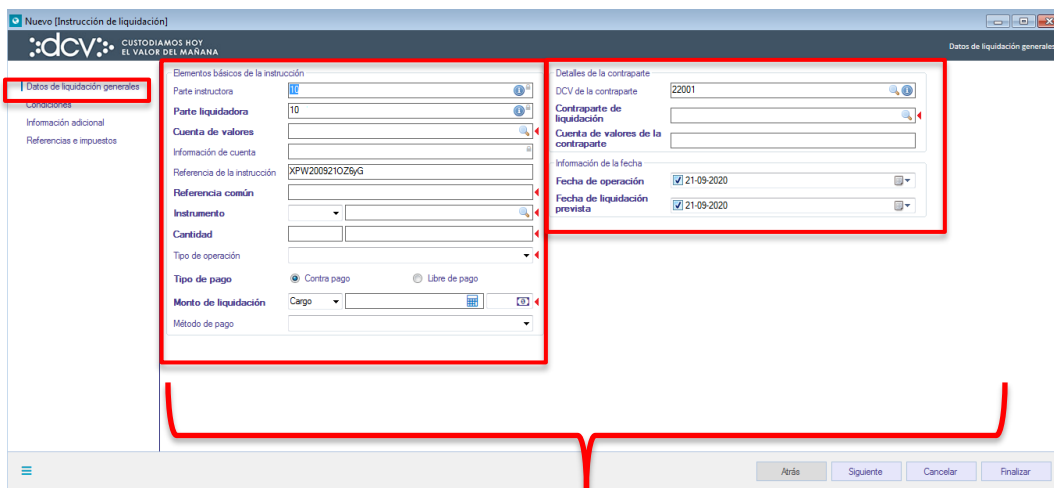 Nuevo [Instrucción de liquidación]
dcv CUSTODIAMOS HOY
EL VALOR DEL MAÑANA
Datos de liquidación generales
Datos de liquidación generales
Condiciones
Información adicional
Referencias e impuestos
Elementos básicos de la instrucción
Parte instructora 10
Parte liquidadora 10
Cuenta de valores
Información de cuenta
Referencia de la instrucción XPW200921OZ6yG
Referencia común
Instrumento
Cantidad
Tipo de operación
Tipo de pago Contra pago Libre de pago
Monto de liquidación Cargo
Método de pago
Detalles de la contraparte
DCV de la contraparte 22001
Contraparte de
liquidación
Cuenta de valores de la
contraparte
Información de la fecha
Fecha de operación 21-09-2020
Fecha de liquidación
prevista 21-09-2020
Atrás Siguiente Cancelar Finalizar